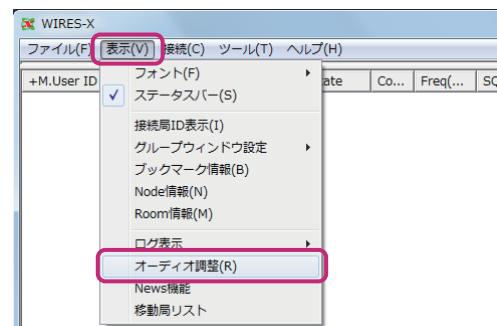 WIRES-X
ファイル(F) 表示(V) 接続(C) ツール(T) ヘルプ(H)
+M.User ID ate Co... Freq(... SQ
フォント(F)
ステータスバー(S)
接続局ID表示(I)
グループウィンドウ設定
ブックマーク情報(B)
Node情報(N)
Room情報(M)
ログ表示
オーディオ調整(R)
News機能
移動局リスト